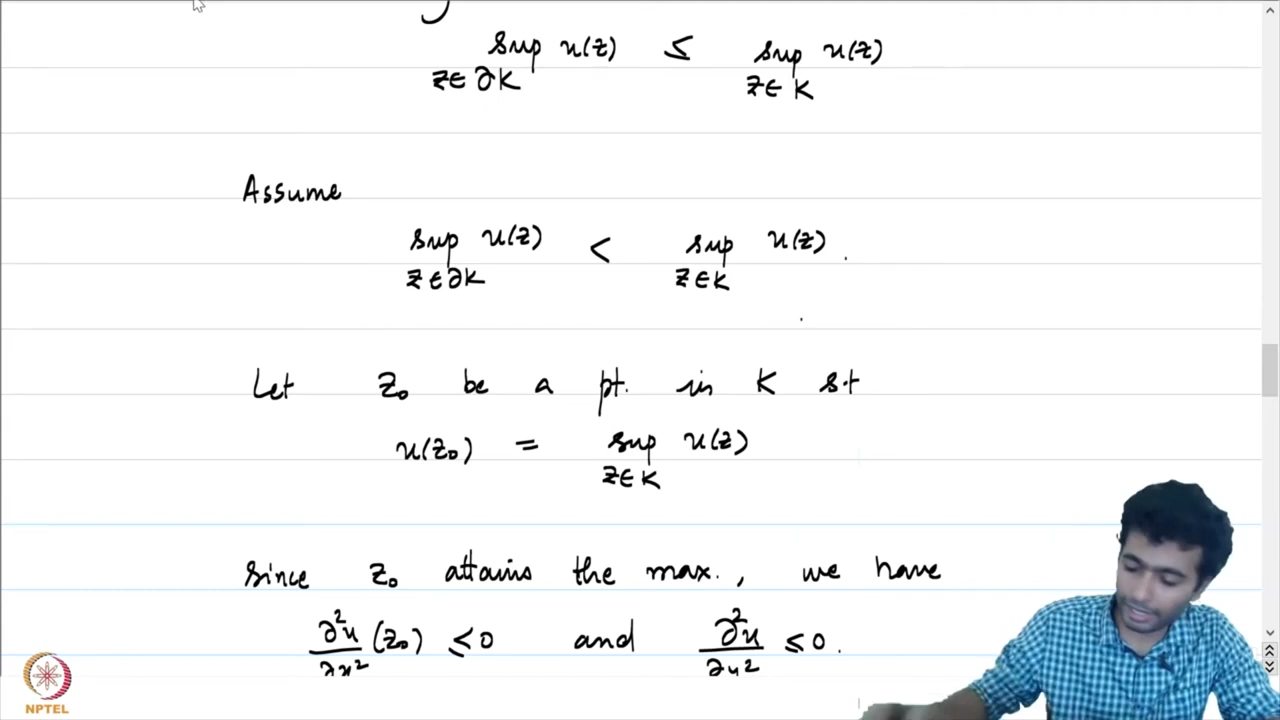 sup u(z) ≤ sup u(z)
z∈∂K z∈K
Assume
sup u(z) < sup u(z) .
z∈∂K z∈K
Let z₀ be a pt. in K s.t
u(z₀) = sup u(z)
z∈K
since z₀ attains the max. , we have
∂²u/∂x² (z₀) ≤ 0 and ∂²u/∂y² ≤ 0 .
NPTEL